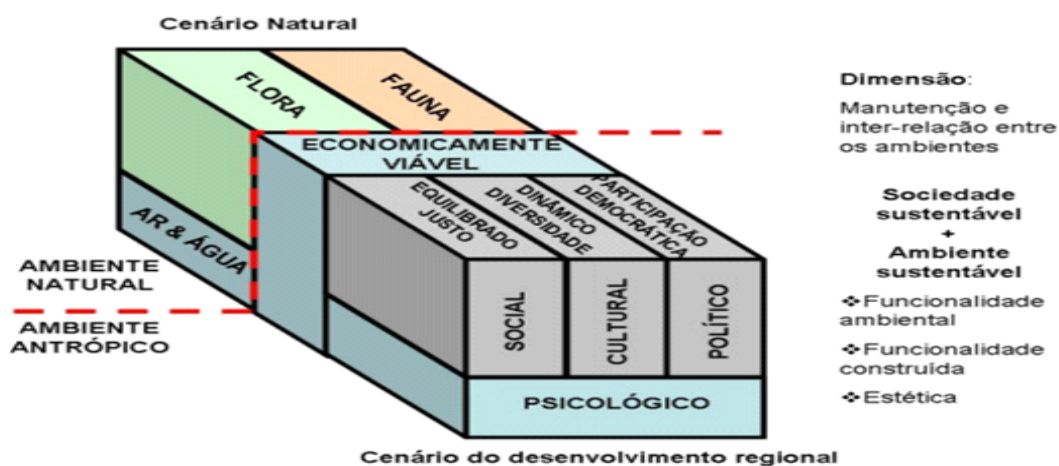 Cenário Natural
FLORA
FAUNA
ECONOMICAMENTE
VIÁVEL
EQUILIBRADO
JUSTO
DINÁMICO
DIVERSIDADE
PARTICIPAÇÃO
DEMOCRÁTICA
AR & ÁGUA
AMBIENTE
NATURAL
AMBIENTE
ANTRÓPICO
SOCIAL
CULTURAL
POLÍTICO
PSICOLÓGICO
Cenário do desenvolvimento regional
Dimensão:
Manutenção e
inter-relação entre
os ambientes
Sociedade
sustentável
+
Ambiente
sustentável
❖Funcionalidade
ambiental
❖Funcionalidade
construída
❖Estética